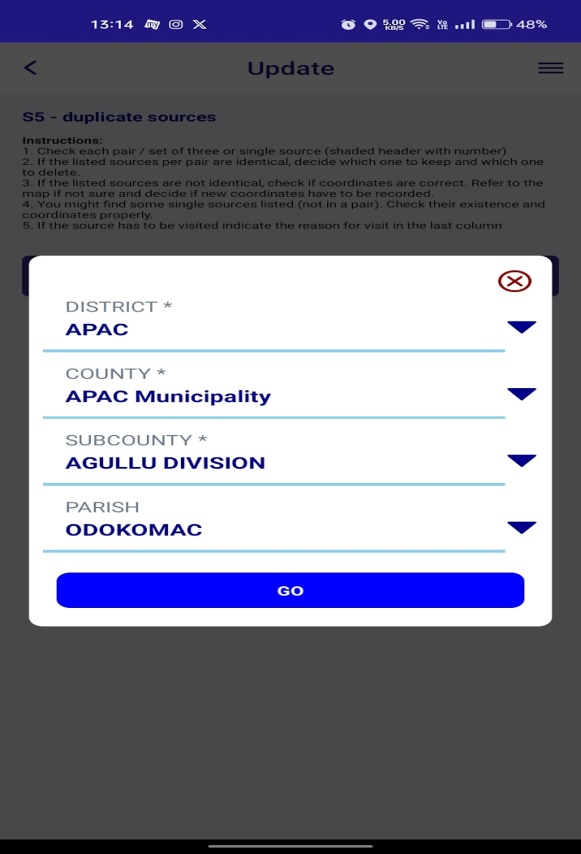 13:14 5.00 KB/S Vo LTE 48%
Update
S5 - duplicate sources
Instructions:
1. Check each pair / set of three or single source (shaded header with number)
2. If the listed sources per pair are identical, decide which one to keep and which one
to delete.
3. If the listed sources are not identical, check if coordinates are correct. Refer to the
map if not sure and decide if new coordinates have to be recorded.
4. You might find some single sources listed (not in a pair). Check their existence and
coordinates properly.
5. If the source has to be visited indicate the reason for visit in the last column
DISTRICT *
APAC
COUNTY *
APAC Municipality
SUBCOUNTY *
AGULLU DIVISION
PARISH
ODOKOMAC
GO